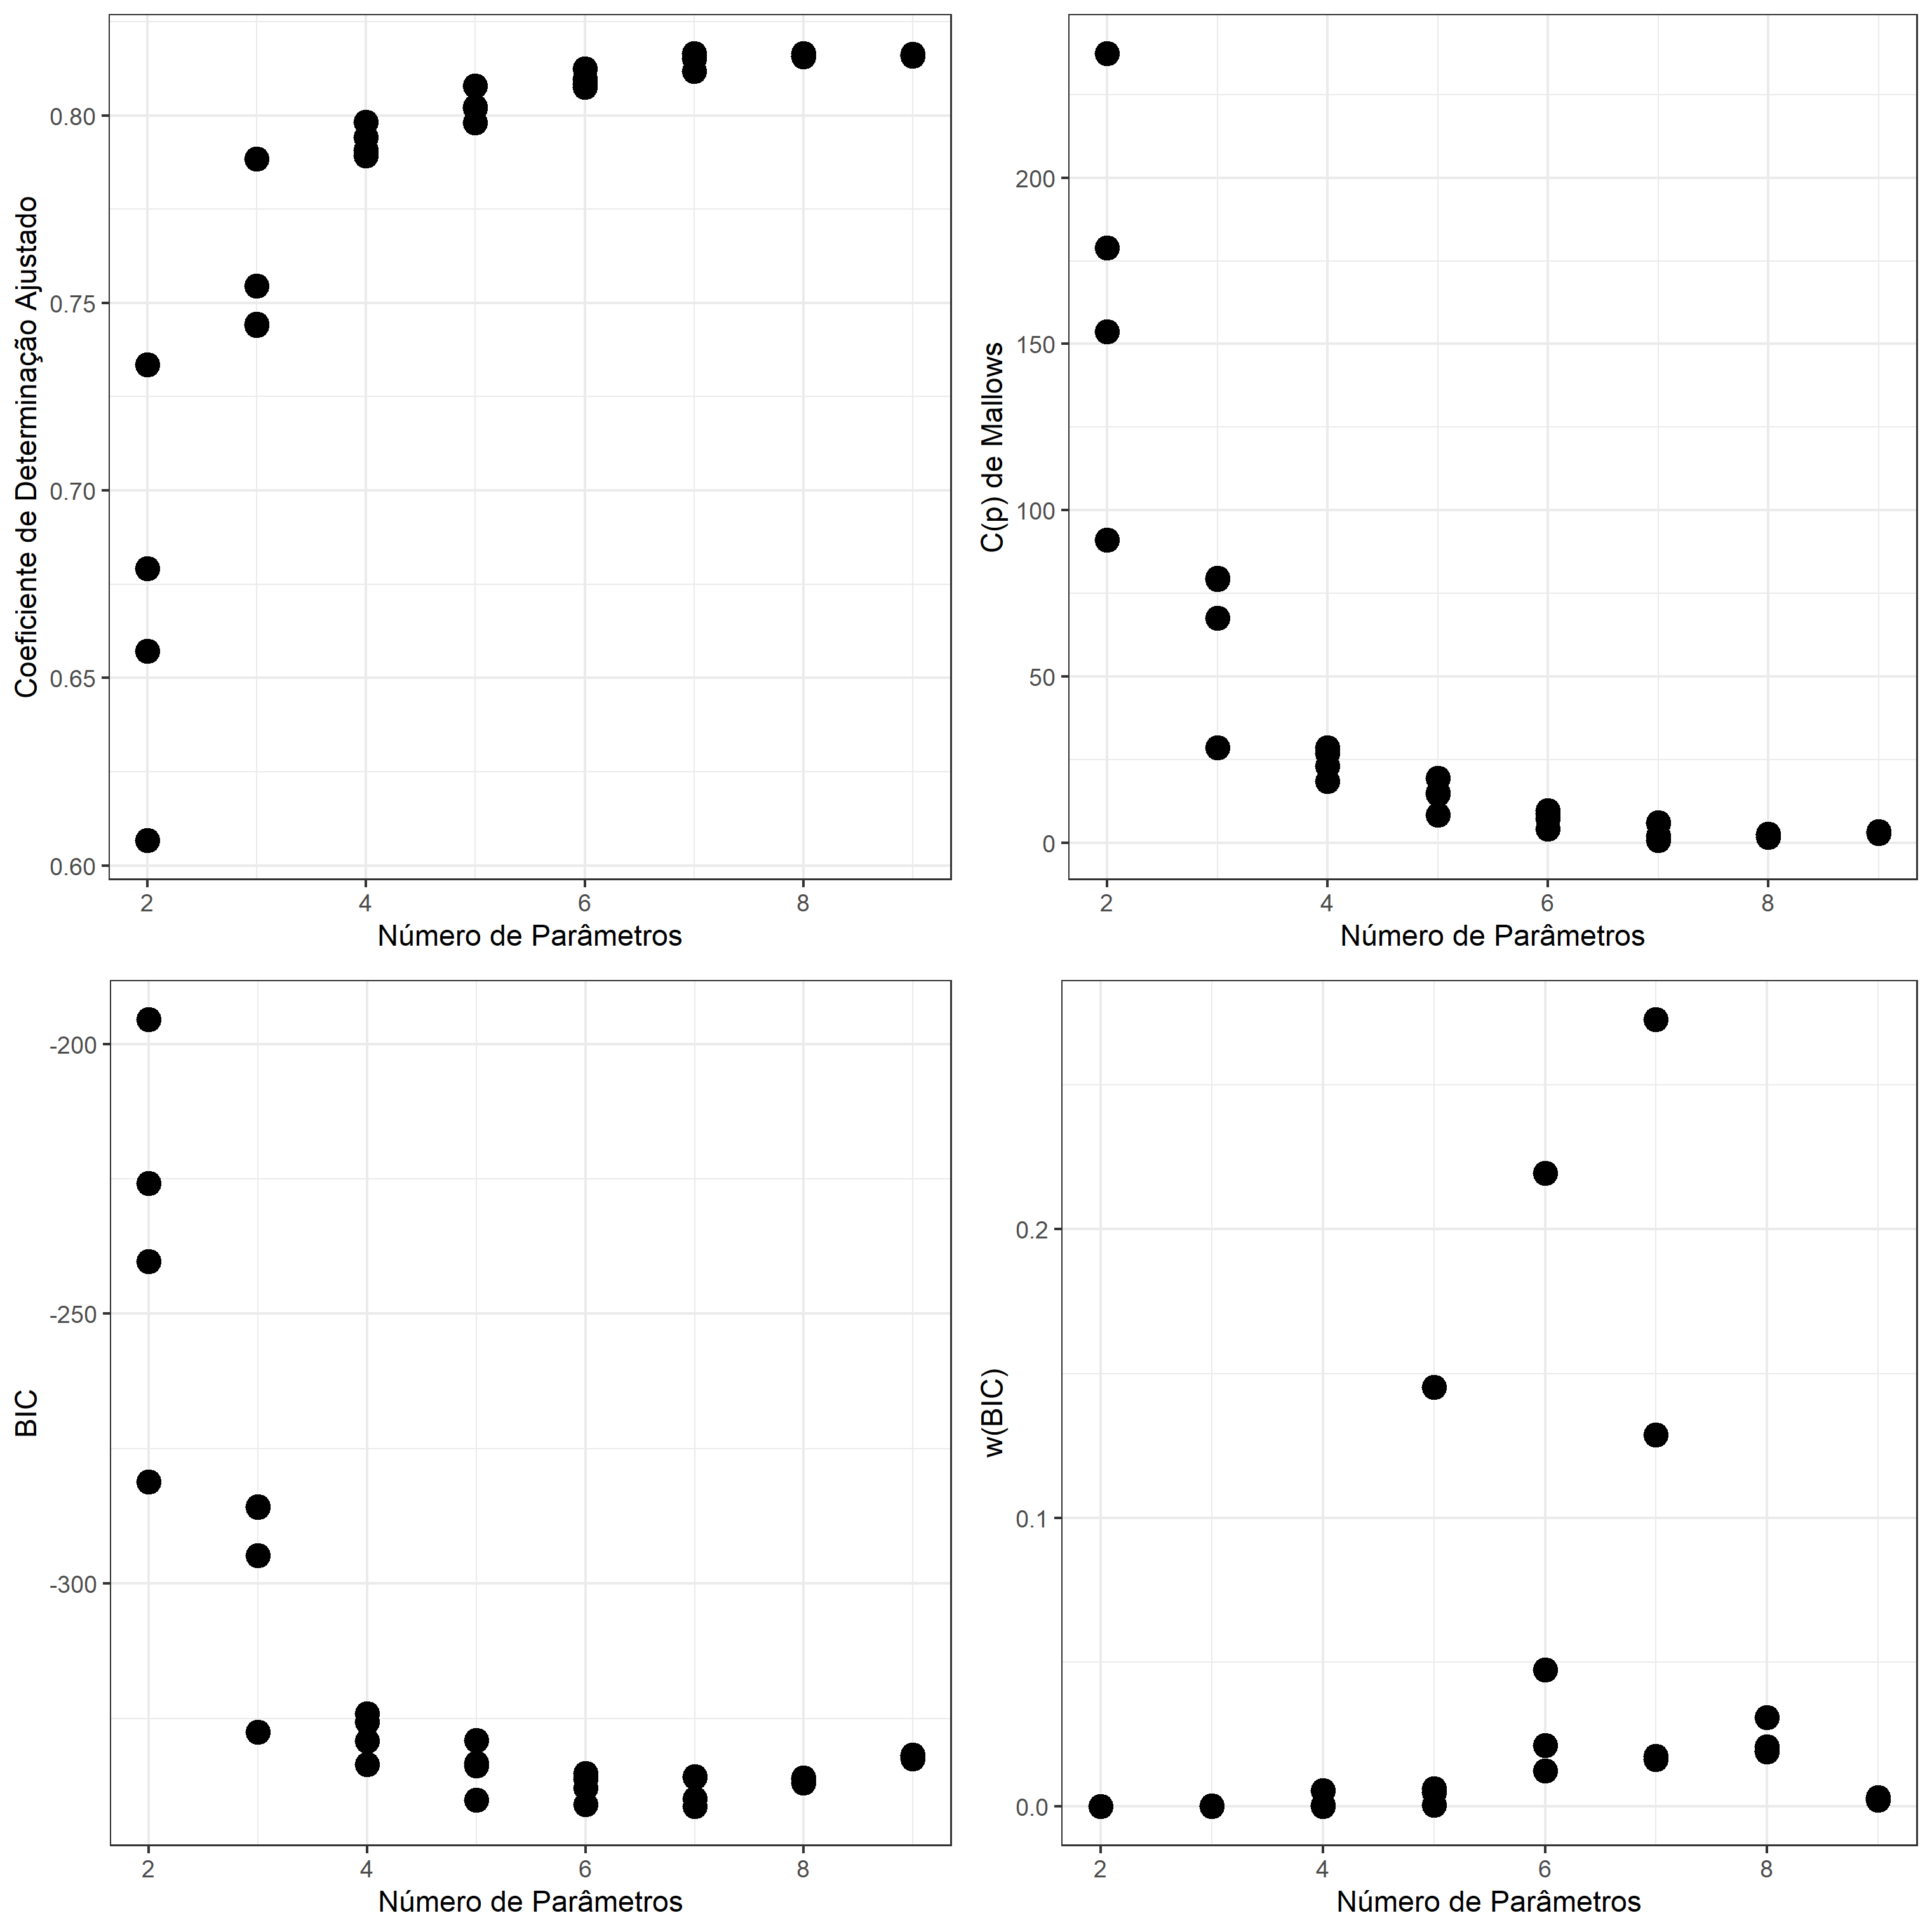 Coeficiente de Determinação Ajustado
0.80
0.75
0.70
0.65
0.60
2 4 6 8
Número de Parâmetros
C(p) de Mallows
200
150
100
50
0
2 4 6 8
Número de Parâmetros
BIC
-200
-250
-300
2 4 6 8
Número de Parâmetros
w(BIC)
0.2
0.1
0.0
2 4 6 8
Número de Parâmetros